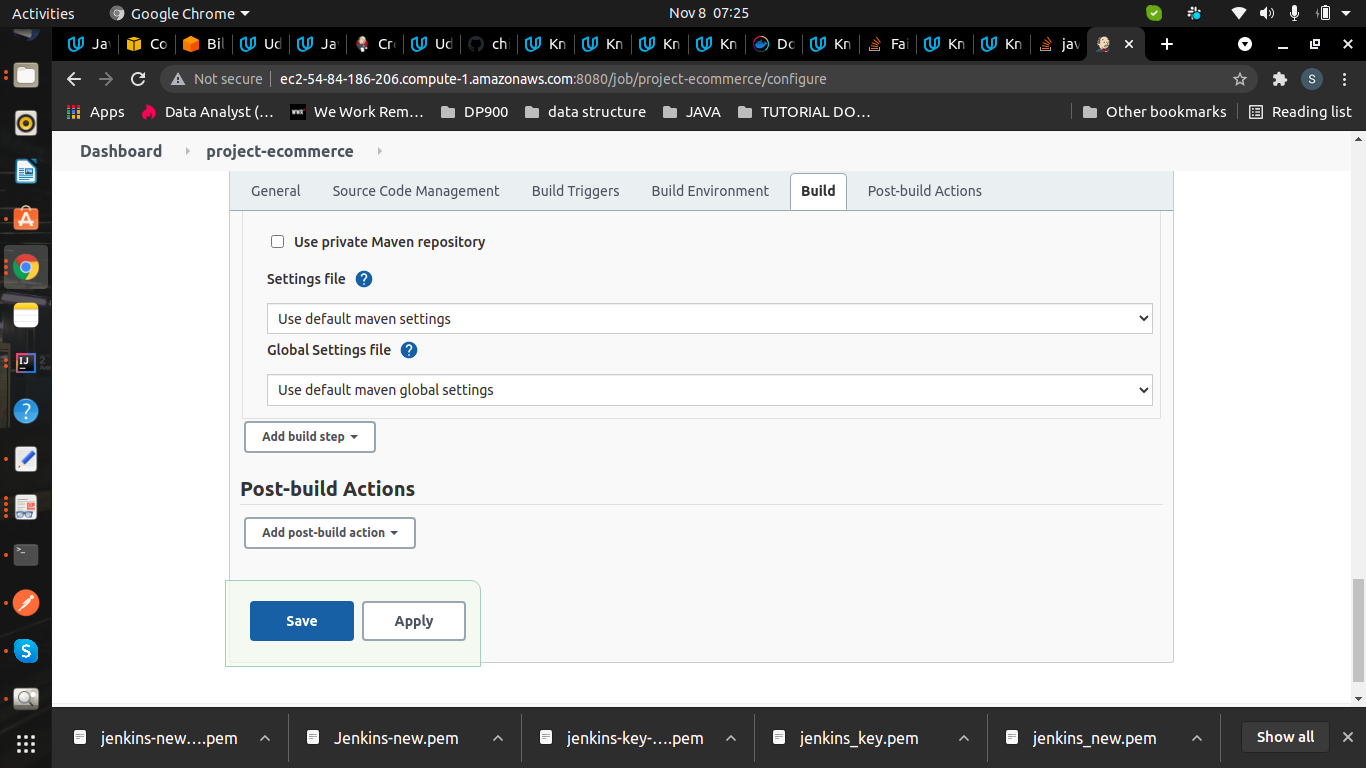 Activities Google Chrome Nov 8 07:25
Ja Co Bil Ud Ja Cr Ud ch Kn Kn Kn Kn Do Kn Fai Kn Kn jav
Not secure ec2-54-84-186-206.compute-1.amazonaws.com:8080/job/project-ecommerce/configure S
Apps Data Analyst (… We Work Rem… DP900 data structure JAVA TUTORIAL DO… Other bookmarks Reading list
Dashboard project-ecommerce
General Source Code Management Build Triggers Build Environment Build Post-build Actions
Use private Maven repository
Settings file ?
Use default maven settings
Global Settings file ?
Use default maven global settings
Add build step
Post-build Actions
Add post-build action
Save Apply
jenkins-new….pem Jenkins-new.pem jenkins-key-….pem jenkins_key.pem jenkins_new.pem Show all